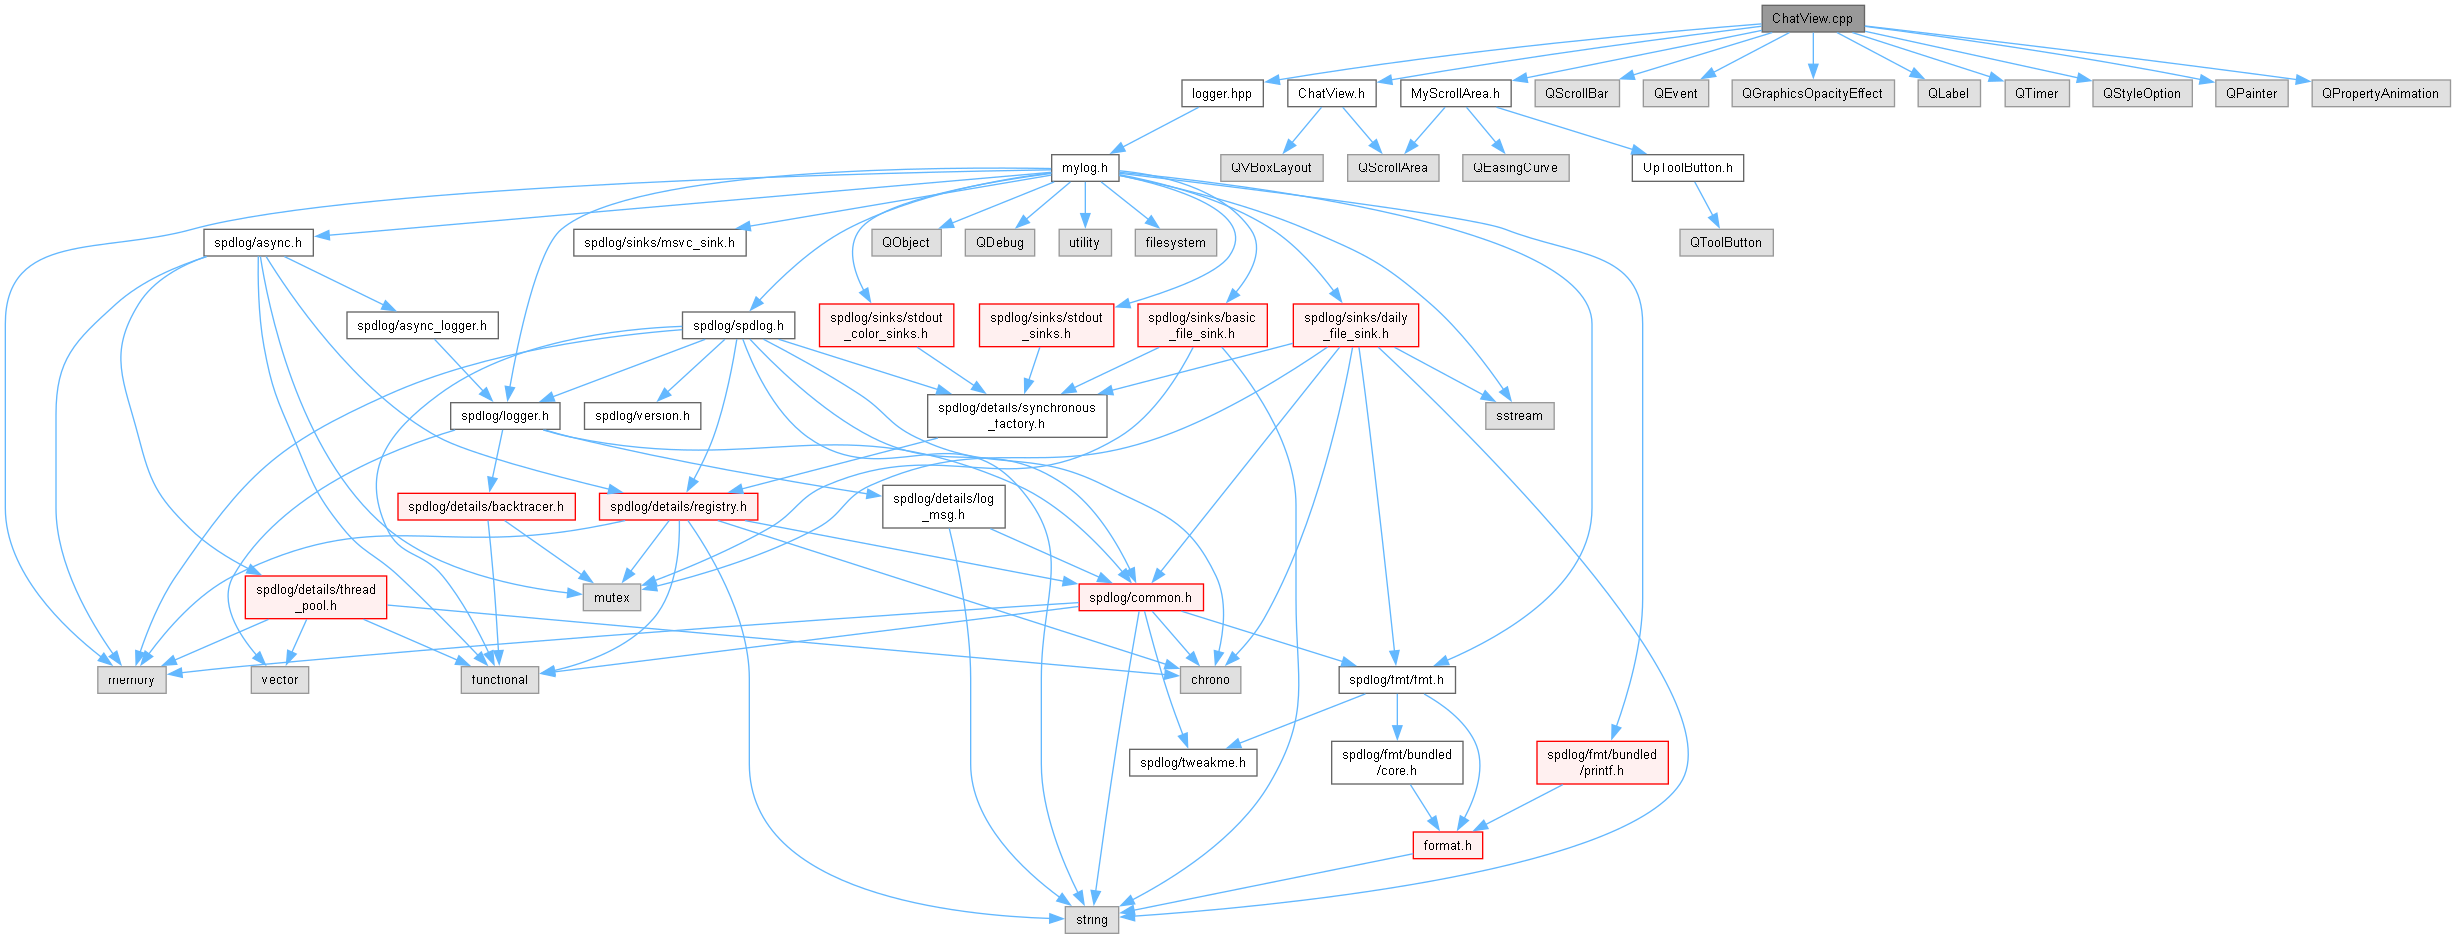 ChatView.cpp
logger.hpp
ChatView.h
MyScrollArea.h
QScrollBar
QEvent
QGraphicsOpacityEffect
QLabel
QTimer
QStyleOption
QPainter
QPropertyAnimation
mylog.h
QVBoxLayout
QScrollArea
QEasingCurve
UpToolButton.h
spdlog/async.h
spdlog/sinks/msvc_sink.h
QObject
QDebug
utility
filesystem
QToolButton
spdlog/async_logger.h
spdlog/spdlog.h
spdlog/sinks/stdout
_color_sinks.h
spdlog/sinks/stdout
_sinks.h
spdlog/sinks/basic
_file_sink.h
spdlog/sinks/daily
_file_sink.h
spdlog/logger.h
spdlog/version.h
spdlog/details/synchronous
_factory.h
sstream
spdlog/details/backtracer.h
spdlog/details/registry.h
spdlog/details/log
_msg.h
spdlog/details/thread
_pool.h
mutex
spdlog/common.h
memory
vector
functional
chrono
spdlog/fmt/fmt.h
spdlog/tweakme.h
spdlog/fmt/bundled
/core.h
spdlog/fmt/bundled
/printf.h
format.h
string